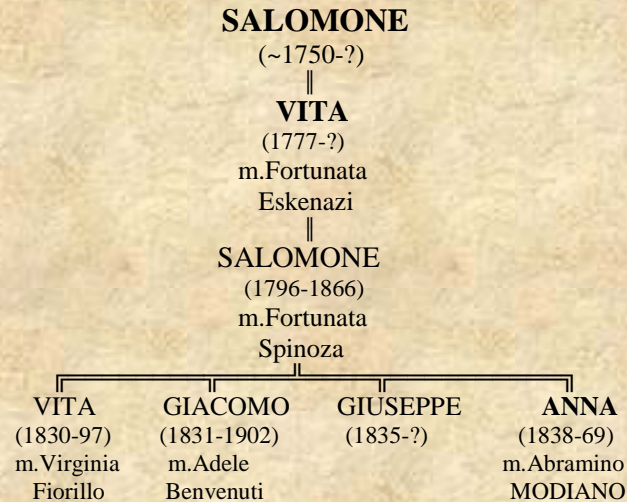 SALOMONE
(~1750-?)
VITA
(1777-?)
m.Fortunata
Eskenazi
SALOMONE
(1796-1866)
m.Fortunata
Spinoza
VITA GIACOMO GIUSEPPE ANNA
(1830-97) (1831-1902) (1835-?) (1838-69)
m.Virginia m.Adele m.Abramino
Fiorillo Benvenuti MODIANO